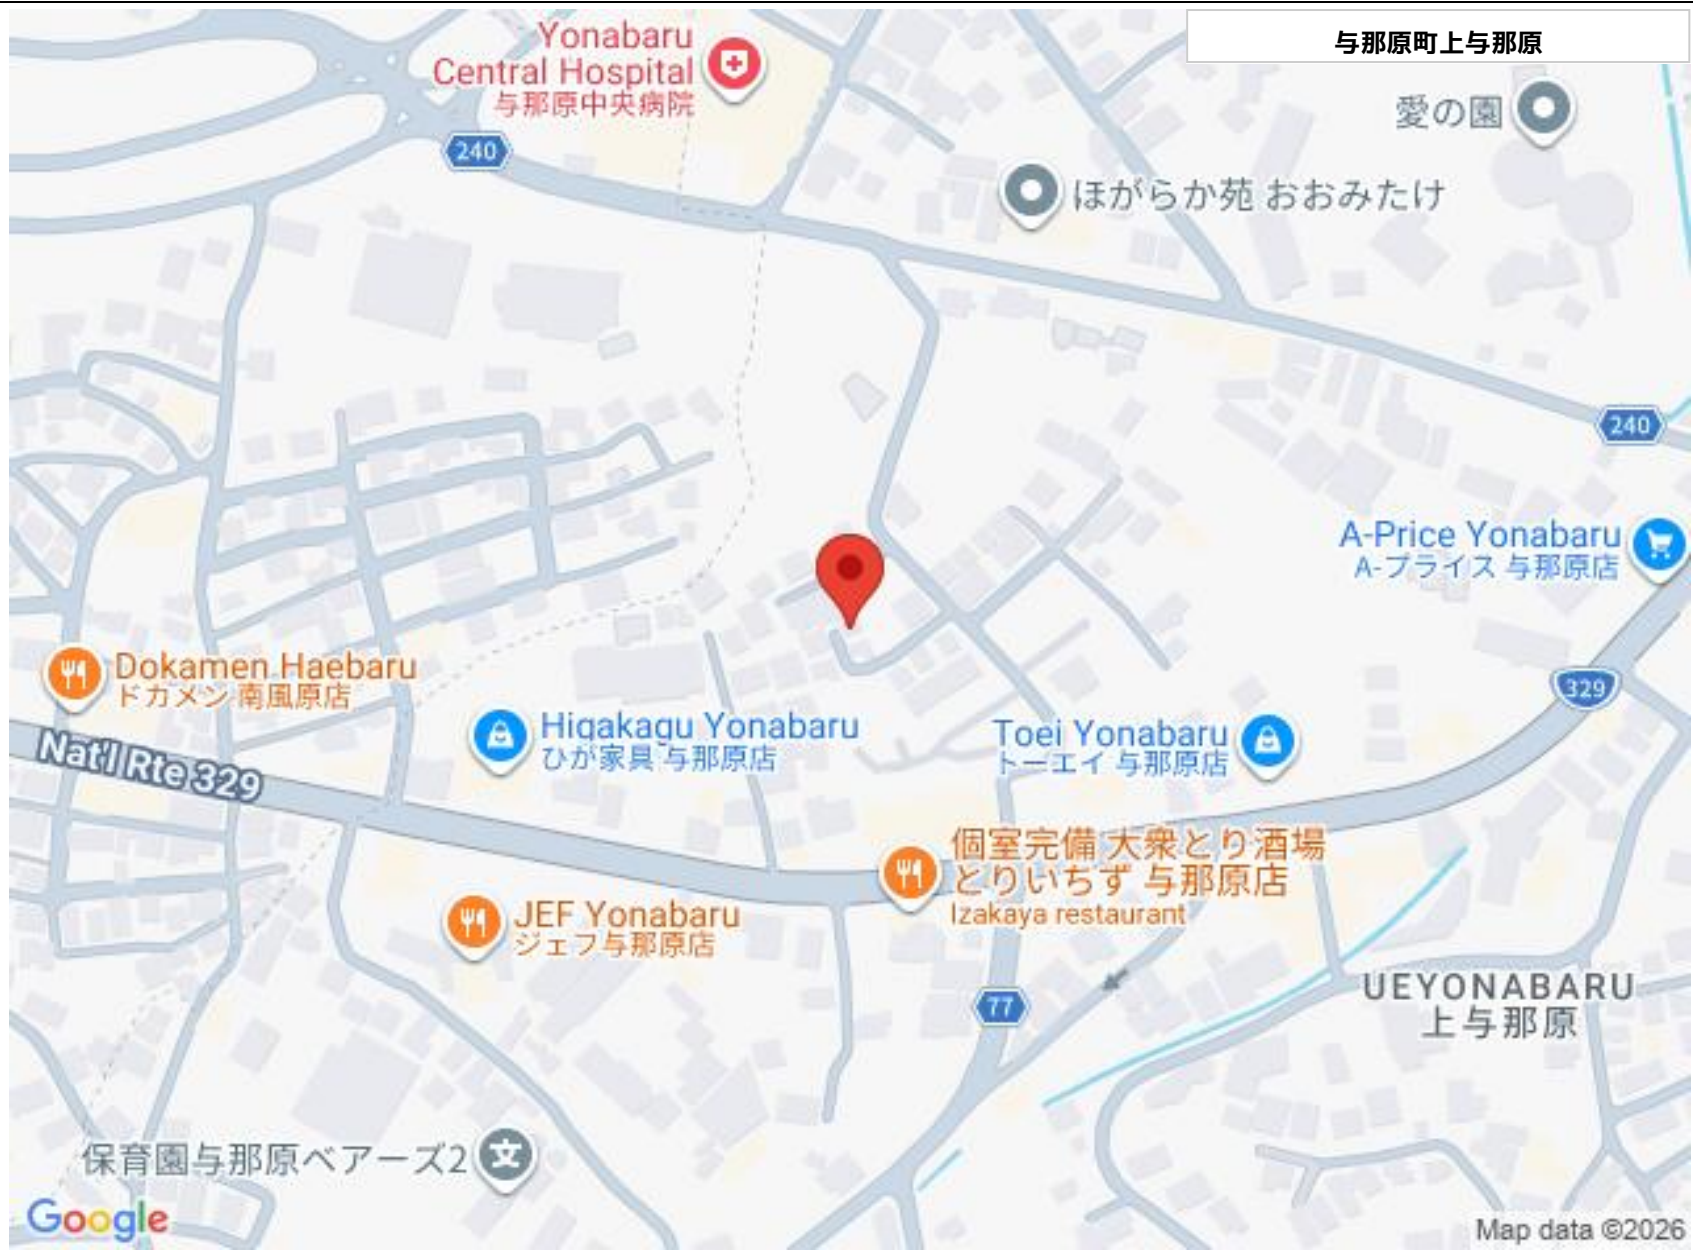 与那原町上与那原
Yonabaru
Central Hospital
与那原中央病院
愛の園
240
ほがらか苑 おおみたけ
240
A-Price Yonabaru
A-プライス 与那原店
Dokamen Haebaru
ドカメン 南風原店
329
Higakagu Yonabaru
ひが家具 与那原店
Toei Yonabaru
トーエイ 与那原店
Nat'l Rte 329
個室完備 大衆とり酒場
とりいちず 与那原店
Izakaya restaurant
JEF Yonabaru
ジェフ与那原店
UEYONABARU
上与那原
77
保育園与那原ベアーズ2
Google
Map data ©2026